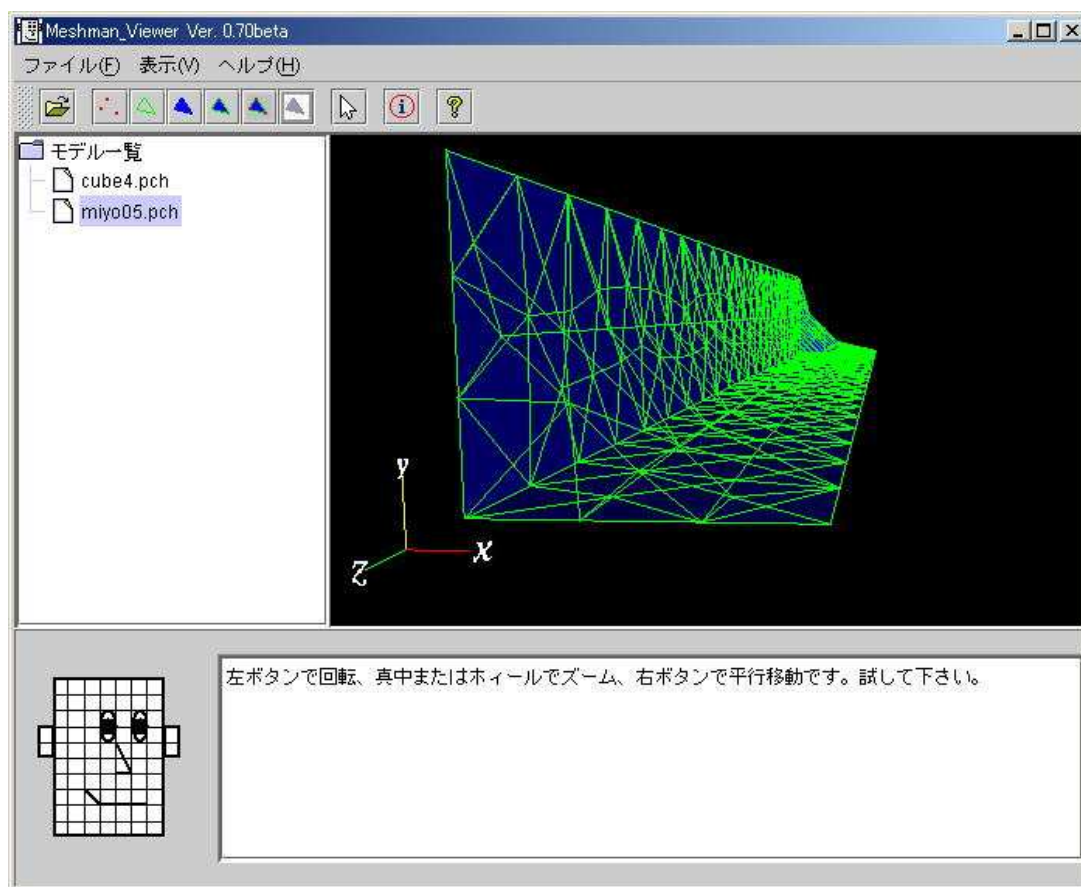 Meshman_Viewer Ver. 0.70beta
ファイル(F) 表示(V) ヘルプ(H)
モデル一覧
cube4.pch
miyo05.pch
y
x
z
左ボタンで回転、真中またはホィールでズーム、右ボタンで平行移動です。試して下さい。